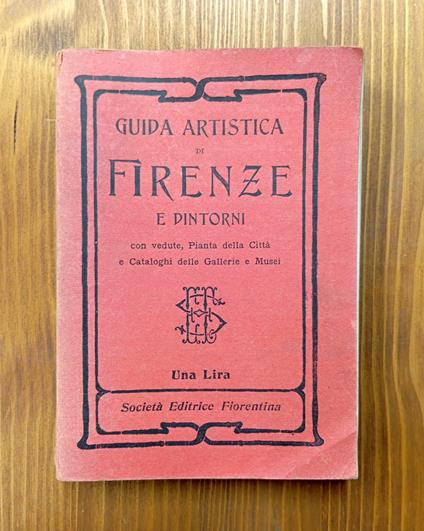 GUIDA ARTISTICA
DI
FIRENZE
E DINTORNI
con vedute, Pianta della Città
e Cataloghi delle Gallerie e Musei
Una Lira
Società Editrice Fiorentina